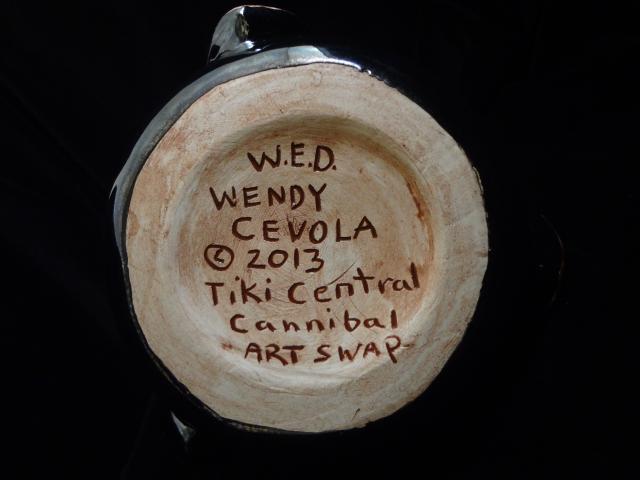 W.E.D.
WENDY
CEVOLA
© 2013
Tiki Central
Cannibal
ART SWAP